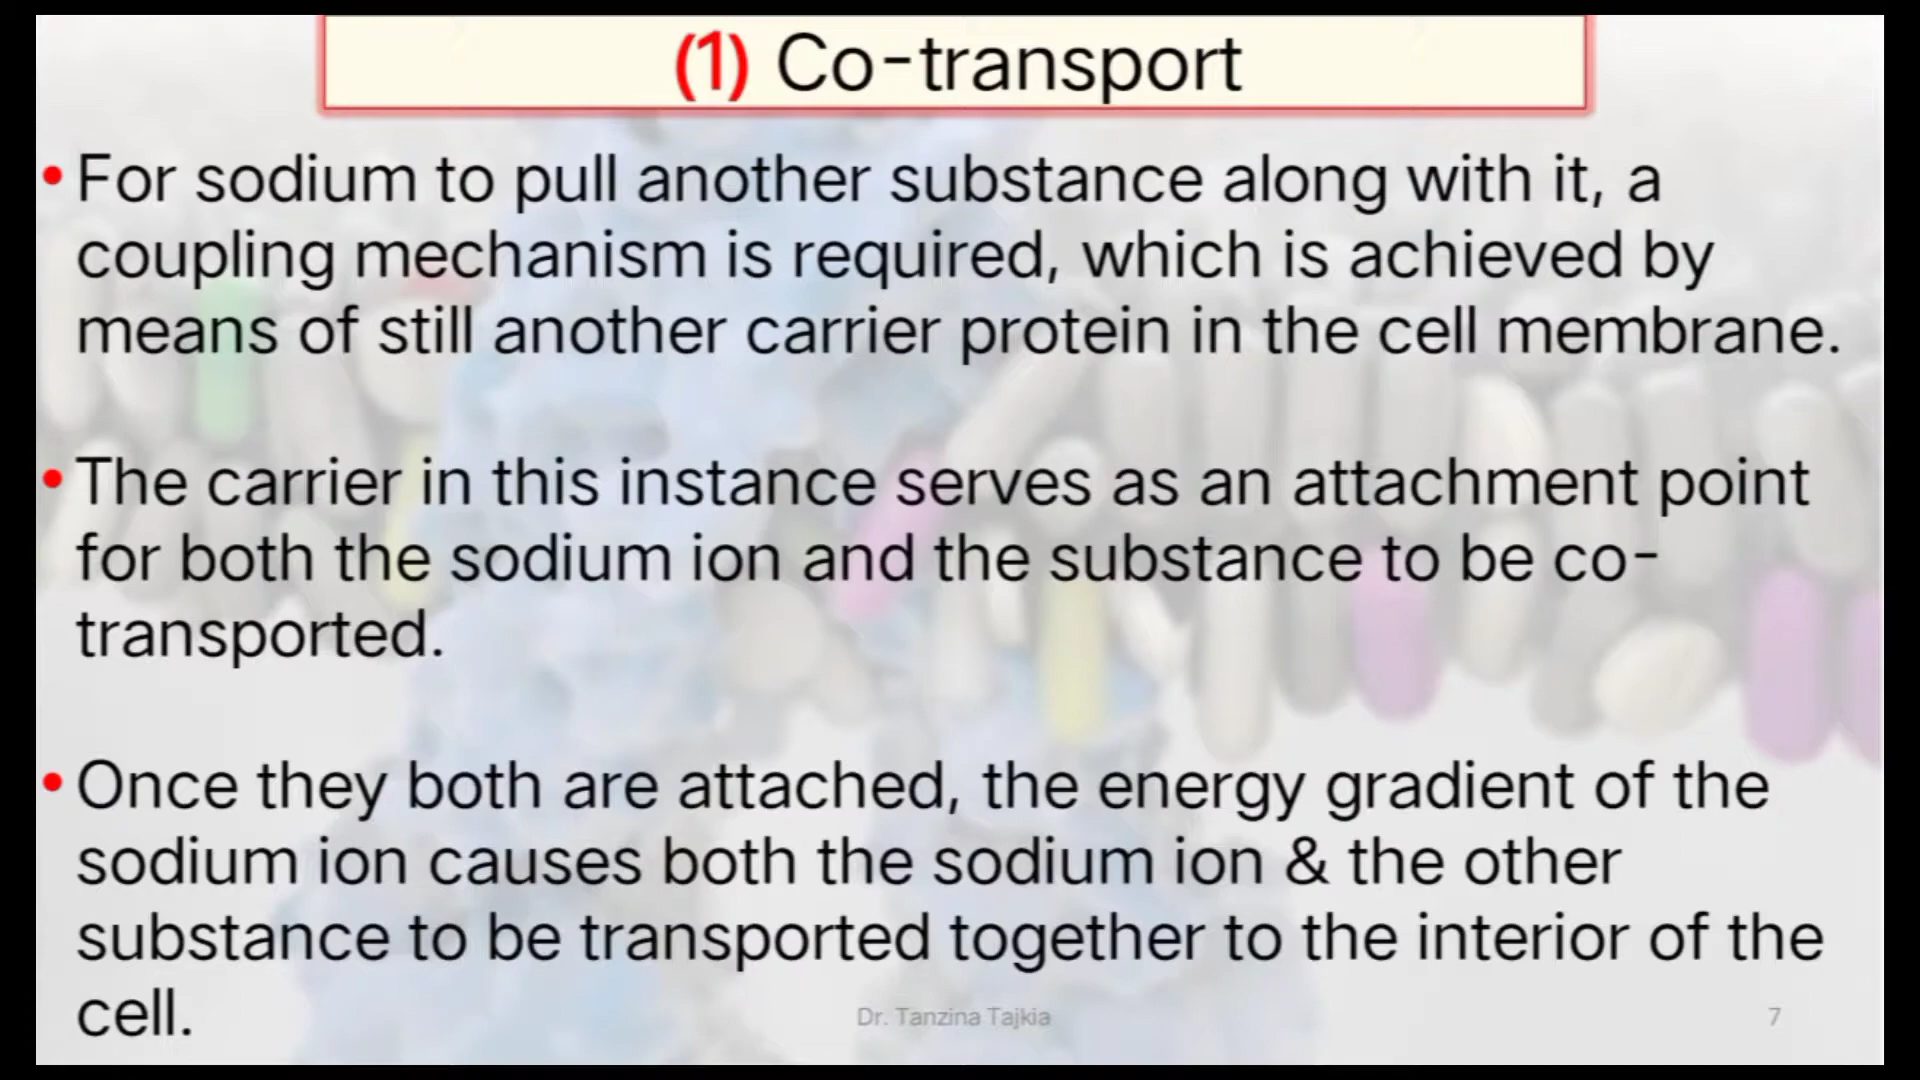 (1) Co-transport
• For sodium to pull another substance along with it, a
coupling mechanism is required, which is achieved by
means of still another carrier protein in the cell membrane.
• The carrier in this instance serves as an attachment point
for both the sodium ion and the substance to be co-
transported.
• Once they both are attached, the energy gradient of the
sodium ion causes both the sodium ion & the other
substance to be transported together to the interior of the
cell.
Dr. Tanzina Tajkia
7